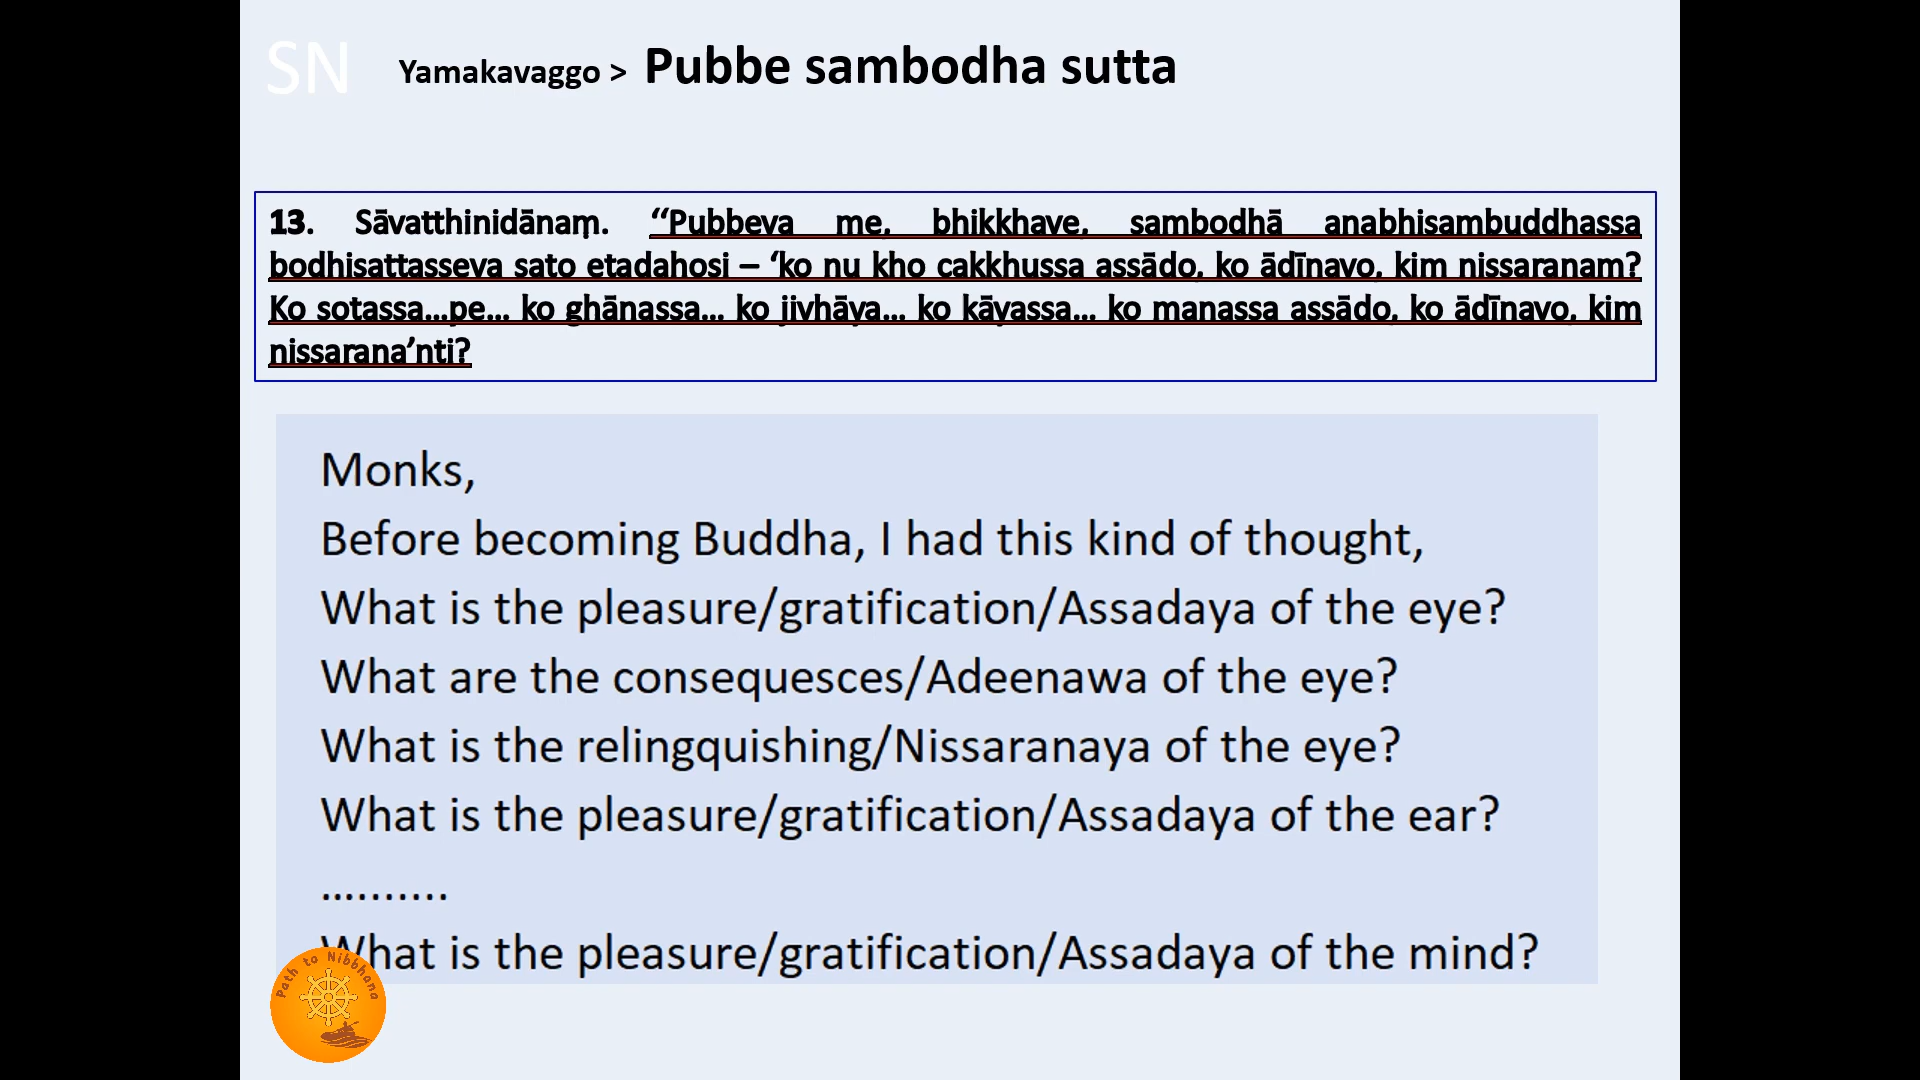 SN Yamakavaggo > Pubbe sambodha sutta
13. Sāvatthinidānaṃ. “Pubbeva me, bhikkhave, sambodhā anabhisambuddhassa
bodhisattasseva sato etadahosi – ‘ko nu kho cakkhussa assādo, ko ādīnavo, kim nissaranam?
Ko sotassa…pe… ko ghānassa… ko jivhāya… ko kāyassa… ko manassa assādo, ko ādīnavo, kim
nissarana’nti?
Monks,
Before becoming Buddha, I had this kind of thought,
What is the pleasure/gratification/Assadaya of the eye?
What are the consequesces/Adeenawa of the eye?
What is the relingquishing/Nissaranaya of the eye?
What is the pleasure/gratification/Assadaya of the ear?
….......
What is the pleasure/gratification/Assadaya of the mind?
Path to Nibbhana